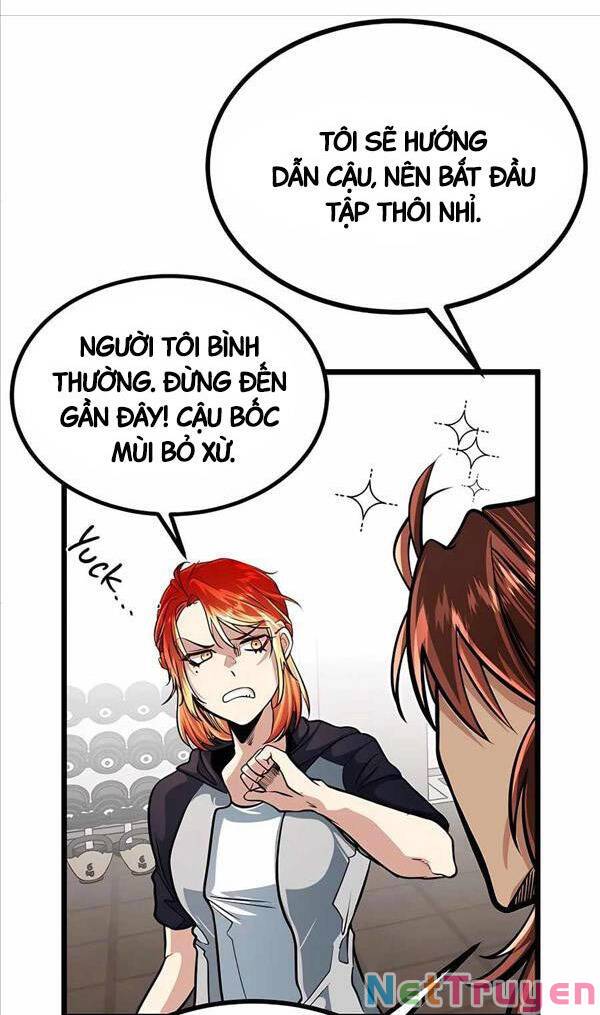 TÔI SẼ HƯỚNG
DẪN CẬU, NÊN BẮT ĐẦU
TẬP THÔI NHỈ.
NGƯỜI TÔI BÌNH
THƯỜNG. ĐỪNG ĐẾN
GẦN ĐÂY! CẬU BỐC
MÙI BỎ XỪ.
Yuck...
NetTruyen